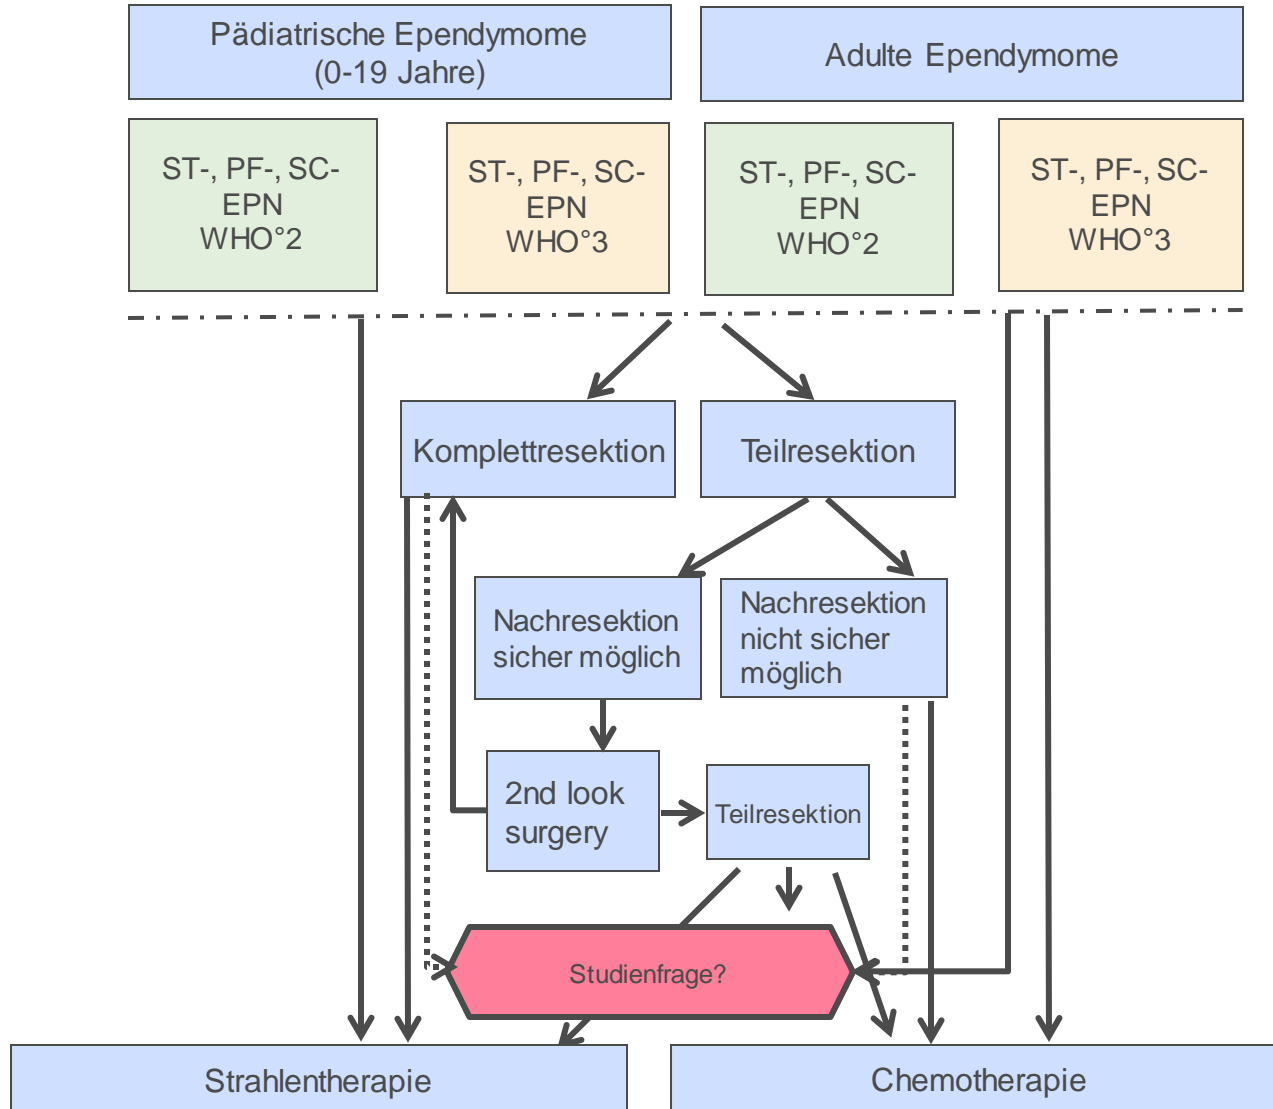 Pädiatrische Ependymome
(0-19 Jahre)
Adulte Ependymome
ST-, PF-, SC-
EPN
WHO°2
ST-, PF-, SC-
EPN
WHO°3
ST-, PF-, SC-
EPN
WHO°2
ST-, PF-, SC-
EPN
WHO°3
Komplettresektion
Teilresektion
Nachresektion
sicher möglich
Nachresektion
nicht sicher
möglich
2nd look
surgery
Teilresektion
Studienfrage?
Strahlentherapie
Chemotherapie